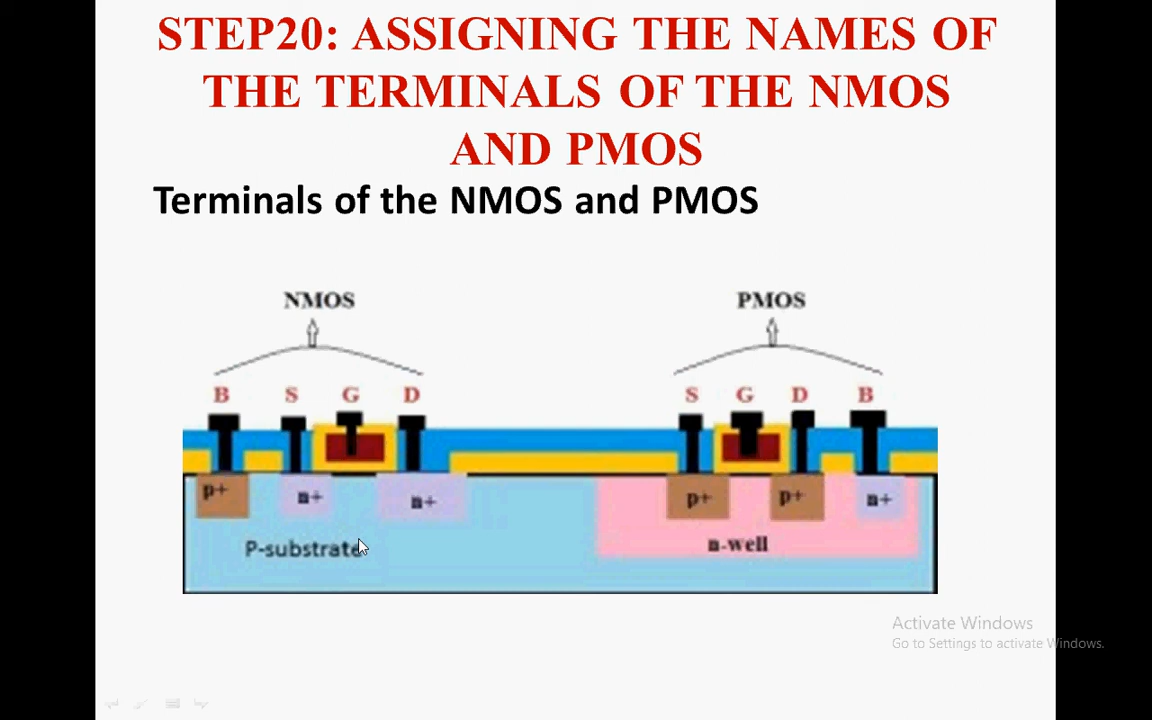 STEP20: ASSIGNING THE NAMES OF
THE TERMINALS OF THE NMOS
AND PMOS
Terminals of the NMOS and PMOS
NMOS PMOS
B S G D S G D B
p+ n+ n+ p+ p+ n+
P-substrate n-well
Activate Windows
Go to Settings to activate Windows.